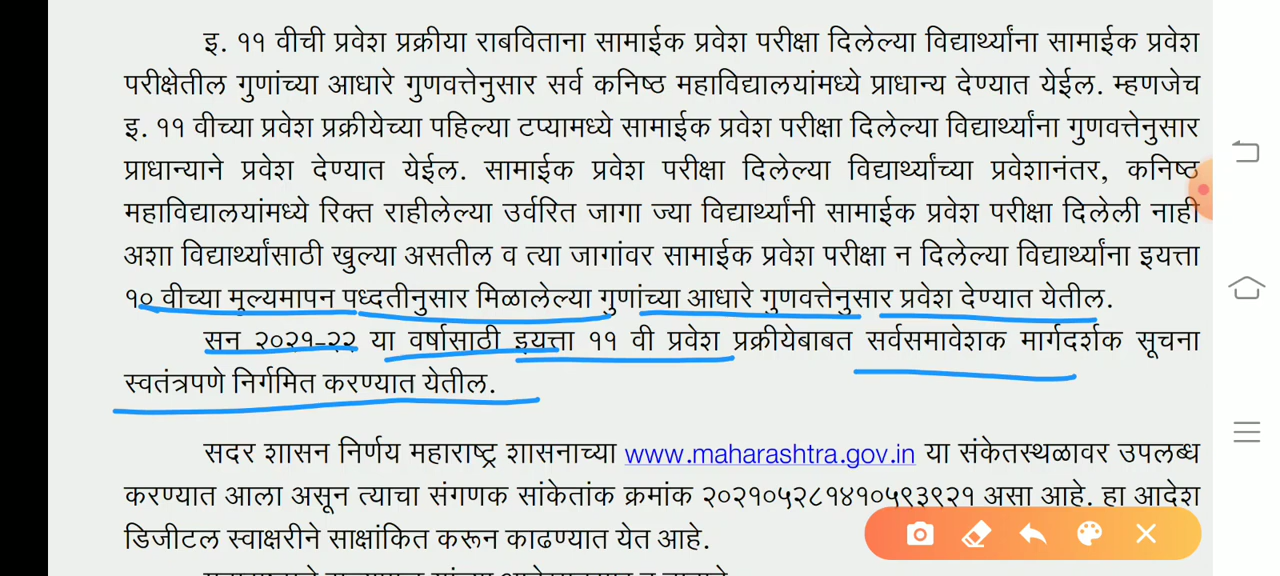 इ. ११ वीची प्रवेश प्रक्रीया राबविताना सामाईक प्रवेश परीक्षा दिलेल्या विद्यार्थ्यांना सामाईक प्रवेश
परीक्षेतील गुणांच्या आधारे गुणवत्तेनुसार सर्व कनिष्ठ महाविद्यालयांमध्ये प्राधान्य देण्यात येईल. म्हणजेच
इ. ११ वीच्या प्रवेश प्रक्रीयेच्या पहिल्या टप्यामध्ये सामाईक प्रवेश परीक्षा दिलेल्या विद्यार्थ्यांना गुणवत्तेनुसार
प्राधान्याने प्रवेश देण्यात येईल. सामाईक प्रवेश परीक्षा दिलेल्या विद्यार्थ्यांच्या प्रवेशानंतर, कनिष्ठ
महाविद्यालयांमध्ये रिक्त राहीलेल्या उर्वरित जागा ज्या विद्यार्थ्यांनी सामाईक प्रवेश परीक्षा दिलेली नाही
अशा विद्यार्थ्यांसाठी खुल्या असतील व त्या जागांवर सामाईक प्रवेश परीक्षा न दिलेल्या विद्यार्थ्यांना इयत्ता
१० वीच्या मूल्यमापन पध्दतीनुसार मिळालेल्या गुणांच्या आधारे गुणवत्तेनुसार प्रवेश देण्यात येतील.
सन २०२१-२२ या वर्षासाठी इयत्ता ११ वी प्रवेश प्रक्रीयेबाबत सर्वसमावेशक मार्गदर्शक सूचना
स्वतंत्रपणे निर्गमित करण्यात येतील.
सदर शासन निर्णय महाराष्ट्र शासनाच्या www.maharashtra.gov.in या संकेतस्थळावर उपलब्ध
करण्यात आला असून त्याचा संगणक सांकेतांक क्रमांक २०२१०५२८१४१०५९३९२१ असा आहे. हा आदेश
डिजीटल स्वाक्षरीने साक्षांकित करून काढण्यात येत आहे.